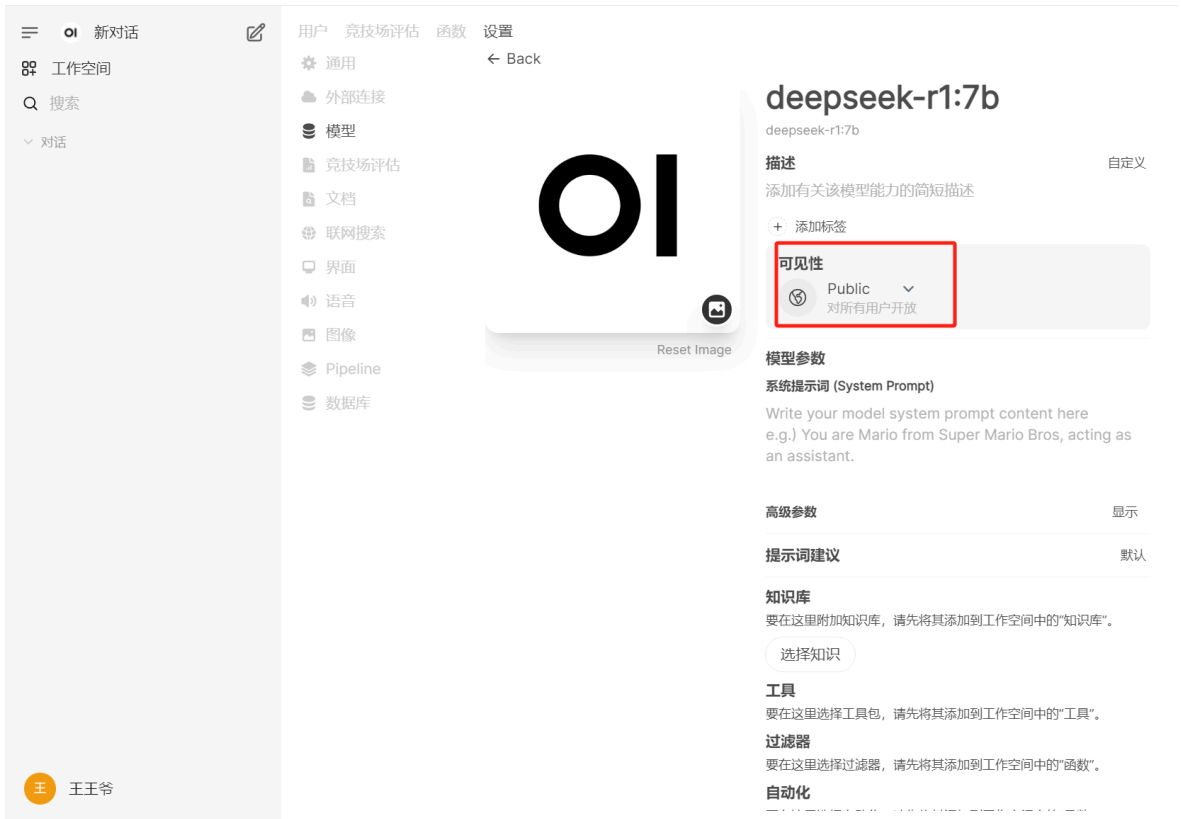 OI 新对话
工作空间
搜索
对话
王 王王爷
用户 竞技场评估 函数 设置
通用
外部连接
模型
竞技场评估
文档
联网搜索
界面
语音
图像
Pipeline
数据库
← Back
OI
Reset Image
deepseek-r1:7b
deepseek-r1:7b
描述 自定义
添加有关该模型能力的简短描述
+ 添加标签
可见性
Public
对所有用户开放
模型参数
系统提示词 (System Prompt)
Write your model system prompt content here
e.g.) You are Mario from Super Mario Bros, acting as
an assistant.
高级参数 显示
提示词建议 默认
知识库
要在这里附加知识库，请先将其添加到工作空间中的“知识库”。
选择知识
工具
要在这里选择工具包，请先将其添加到工作空间中的“工具”。
过滤器
要在这里选择过滤器，请先将其添加到工作空间中的“函数”。
自动化